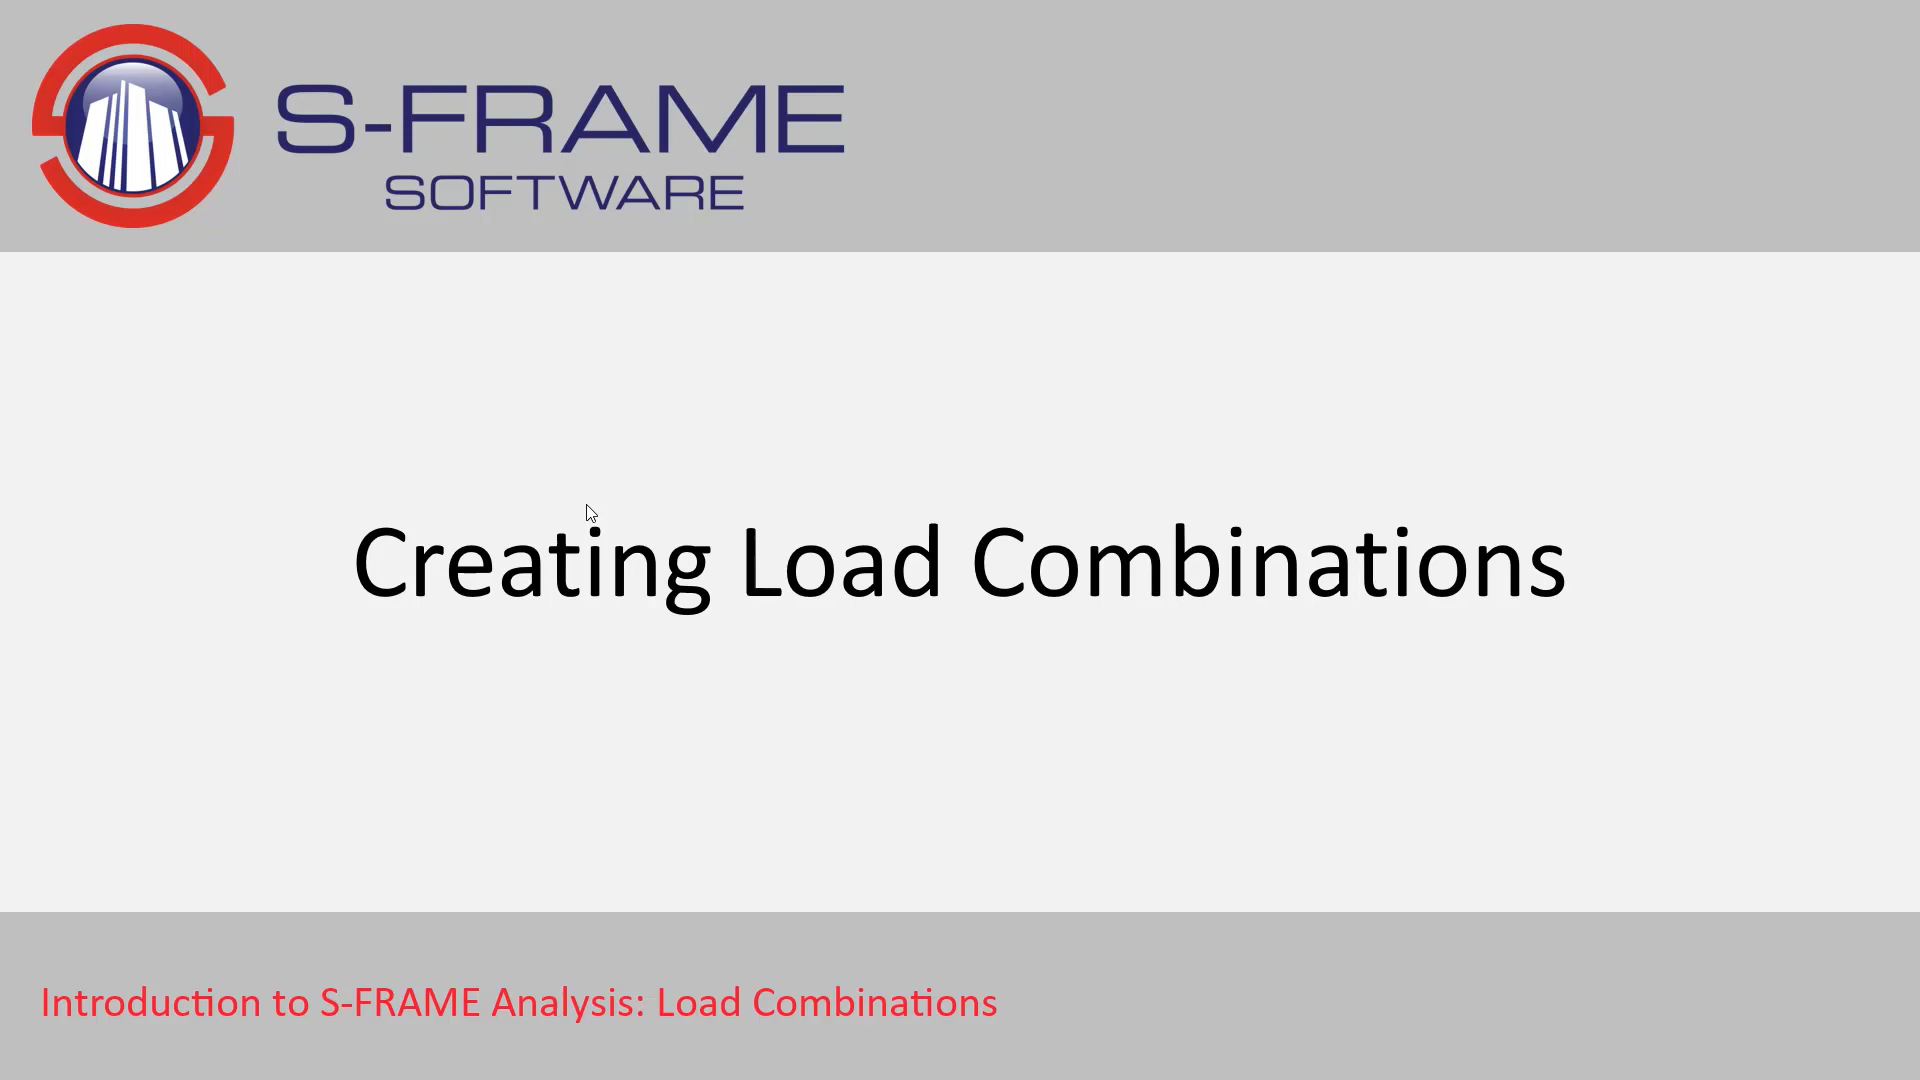 S-FRAME
SOFTWARE
Creating Load Combinations
Introduction to S-FRAME Analysis: Load Combinations